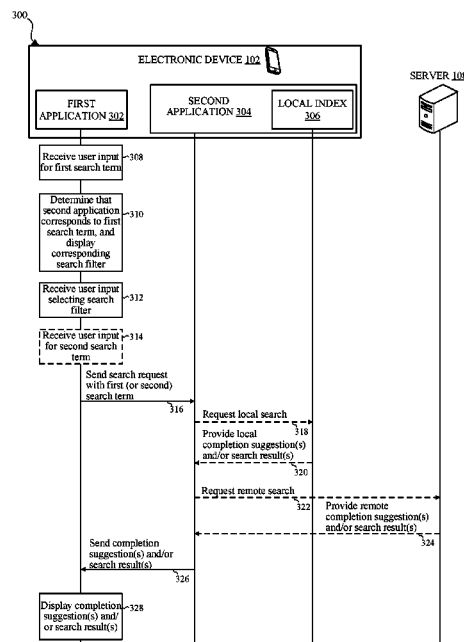 300
ELECTRONIC DEVICE 102
SERVER 108
FIRST
APPLICATION 302
SECOND
APPLICATION 304
LOCAL INDEX
306
Receive user input
for first search term
308
Determine that
second application
corresponds to first
search term, and
display
corresponding
search filter
310
Receive user input
selecting search
filter
312
Receive user input
for second search
term
314
Send search request
with first (or second)
search term
316
Request local search
318
Provide local
completion suggestion(s)
and/or search result(s)
320
Request remote search
322
Provide remote
completion suggestion(s)
and/or search result(s)
324
Send completion
suggestion(s) and/or
search result(s)
326
Display completion
suggestion(s) and/
or search result(s)
328